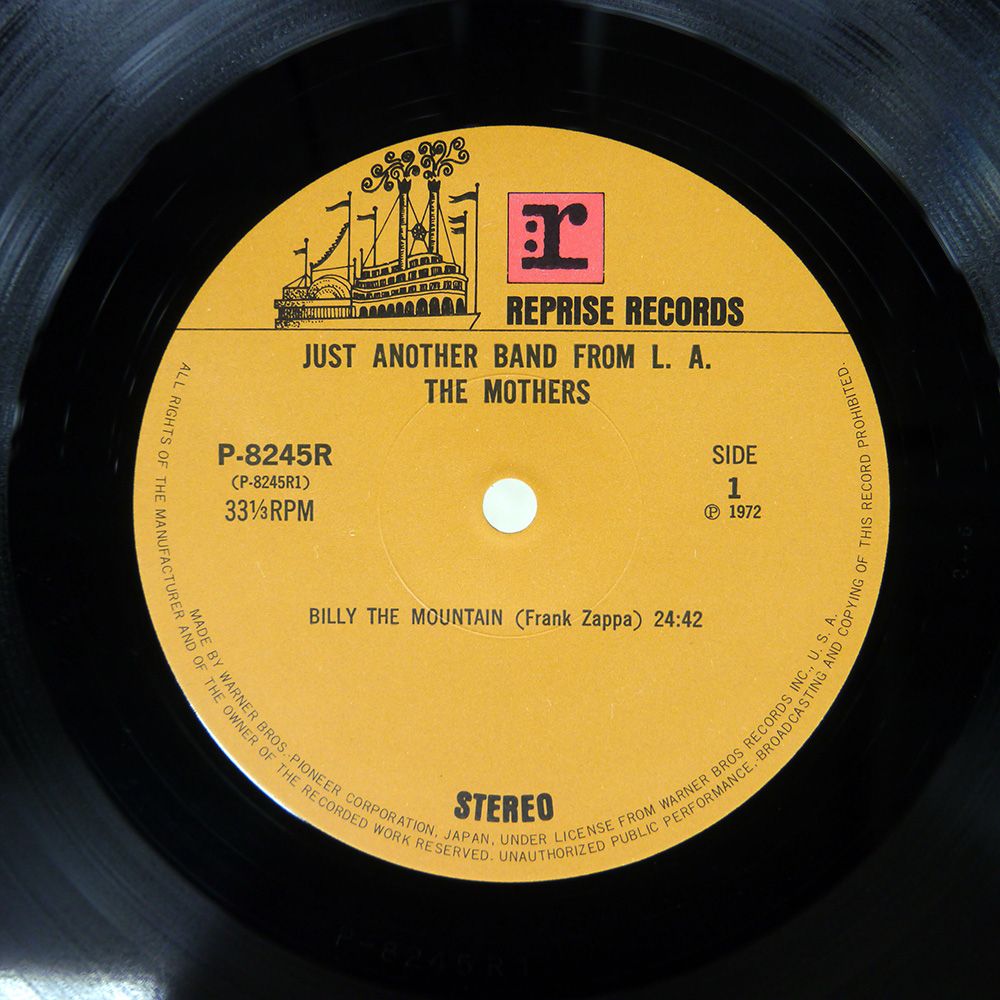 r
REPRISE RECORDS
JUST ANOTHER BAND FROM L. A.
THE MOTHERS
P-8245R
(P-8245R1)
33⅓RPM
SIDE
1
Ⓟ 1972
BILLY THE MOUNTAIN (Frank Zappa) 24:42
STEREO
MADE BY WARNER BROS.-PIONEER CORPORATION, JAPAN, UNDER LICENSE FROM WARNER BROS RECORDS INC., U. S. A.
ALL RIGHTS OF THE MANUFACTURER AND OF THE OWNER OF THE RECORDED WORK RESERVED. UNAUTHORIZED PUBLIC PERFORMANCE, BROADCASTING AND COPYING OF THIS RECORD PROHIBITED.
P-8245R1